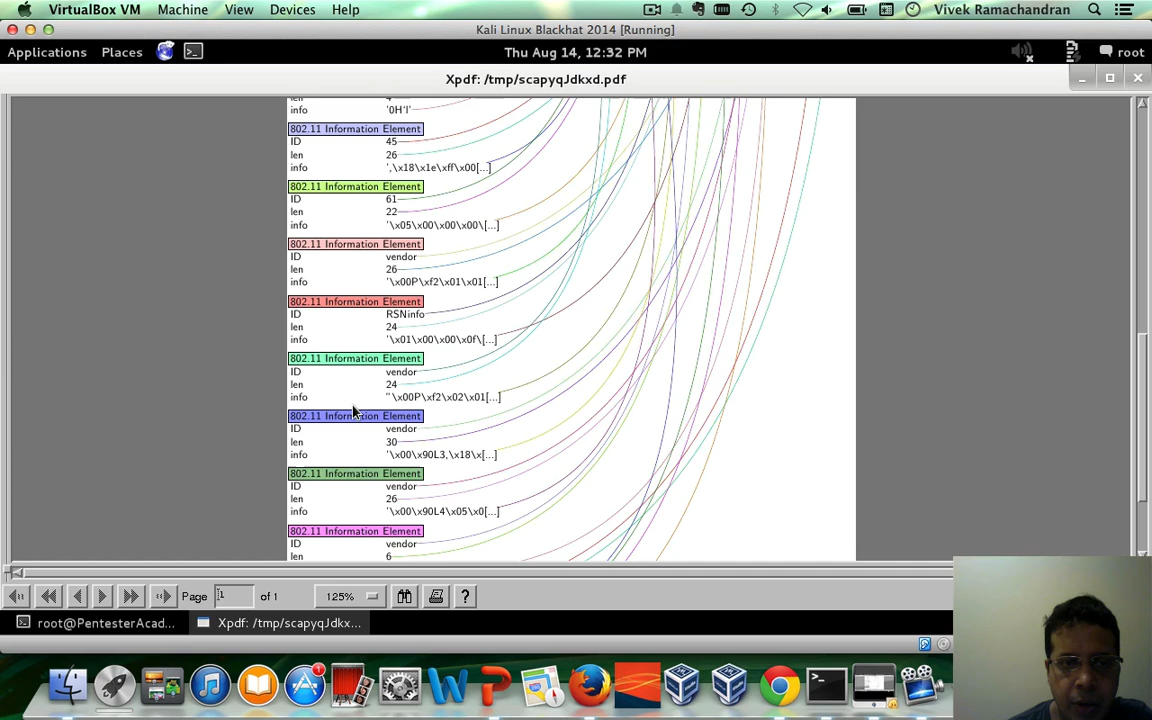 VirtualBox VM Machine View Devices Help Vivek Ramachandran
Kali Linux Blackhat 2014 [Running]
Applications Places Thu Aug 14, 12:32 PM root
Xpdf: /tmp/scapyqJdkxd.pdf
info '0H`l'
802.11 Information Element
ID 45
len 26
info ',\x18\x1e\xff\x00[...]
802.11 Information Element
ID 61
len 22
info '\x05\x00\x00\x00\[...]
802.11 Information Element
ID vendor
len 26
info '\x00P\xf2\x01\x01[...]
802.11 Information Element
ID RSNinfo
len 24
info '\x01\x00\x00\x0f\[...]
802.11 Information Element
ID vendor
len 24
info "\x00P\xf2\x02\x01[...]
802.11 Information Element
ID vendor
len 30
info '\x00\x90L3,\x18\x[...]
802.11 Information Element
ID vendor
len 26
info '\x00\x90L4\x05\x0[...]
802.11 Information Element
ID vendor
len 6
Page 1 of 1 125% ?
root@PentesterAcad... Xpdf: /tmp/scapyqJdkx...